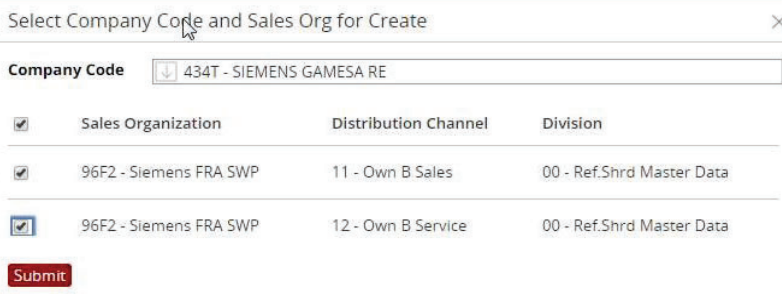 Select Company Code and Sales Org for Create
Company Code 434T - SIEMENS GAMESA RE
Sales Organization Distribution Channel Division
96F2 - Siemens FRA SWP 11 - Own B Sales 00 - Ref.Shrd Master Data
96F2 - Siemens FRA SWP 12 - Own B Service 00 - Ref.Shrd Master Data
Submit